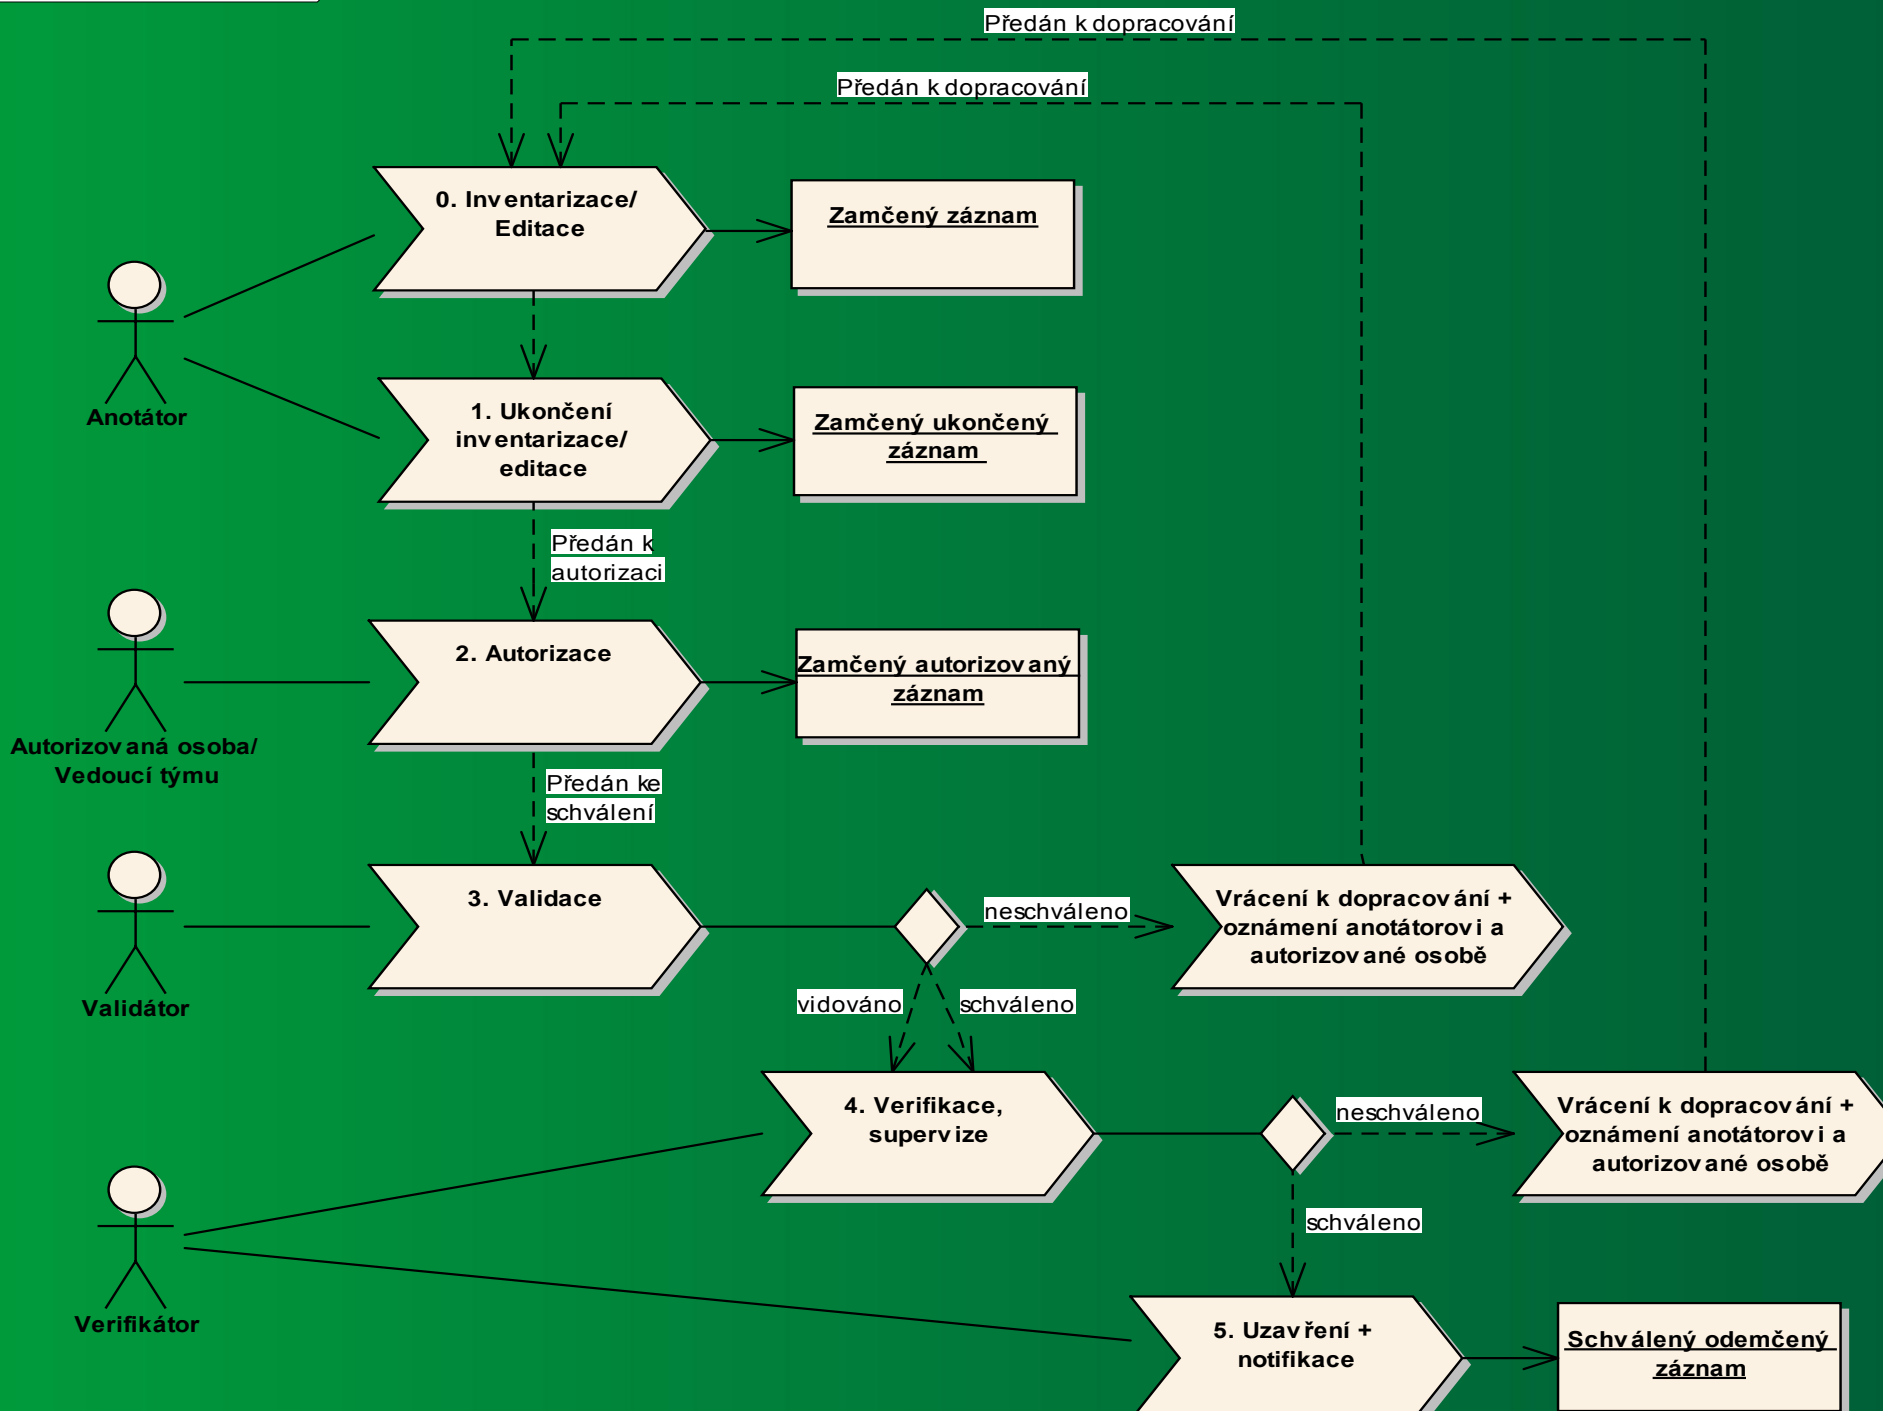 Předán k dopracování
Předán k dopracování
0. Inventarizace/
Editace
Zamčený záznam
Anotátor
1. Ukončení
inventarizace/
editace
Zamčený ukončený
záznam
Předán k
autorizaci
2. Autorizace
Zamčený autorizovaný
záznam
Autorizovaná osoba/
Vedoucí týmu
Předán ke
schválení
3. Validace
neschváleno
Vrácení k dopracování +
oznámení anotátorovi a
autorizované osobě
Validátor
vidováno
schváleno
4. Verifikace,
supervize
neschváleno
Vrácení k dopracování +
oznámení anotátorovi a
autorizované osobě
schváleno
Verifikátor
5. Uzavření +
notifikace
Schválený odemčený
záznam